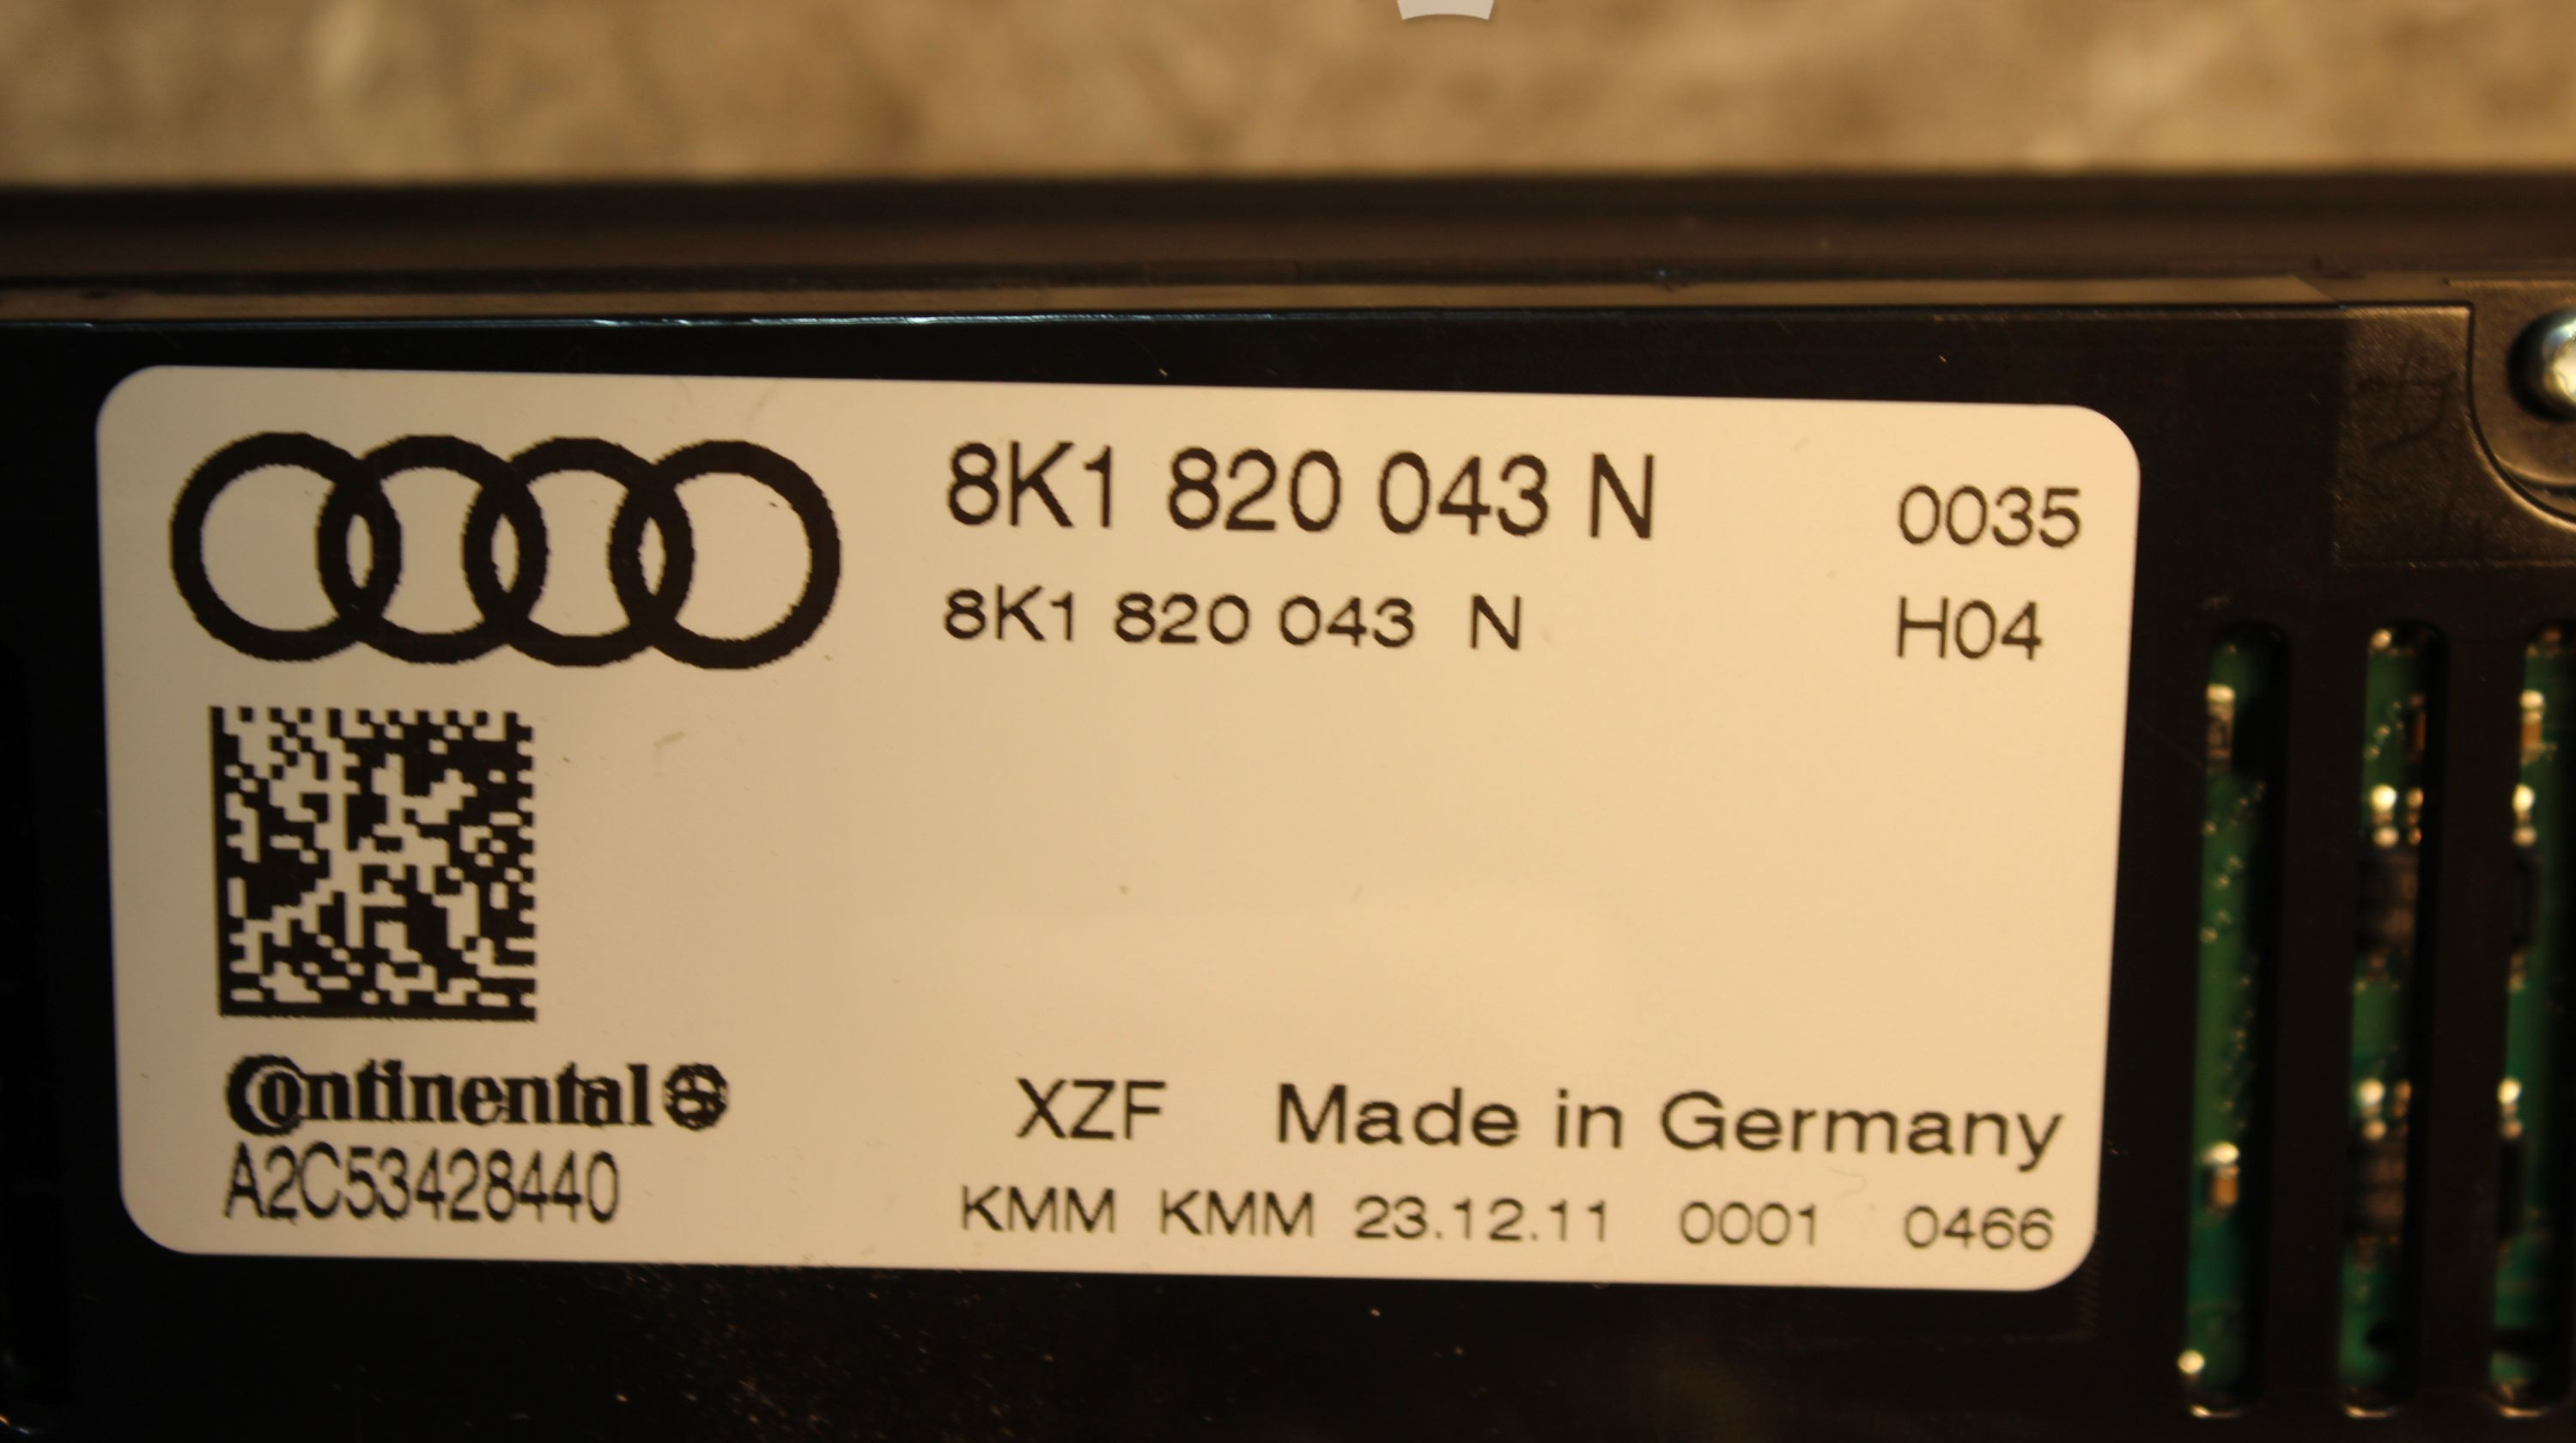 8K1 820 043 N 0035
8K1 820 043 N H04
Continental
A2C53428440
XZF Made in Germany
KMM KMM 23.12.11 0001 0466